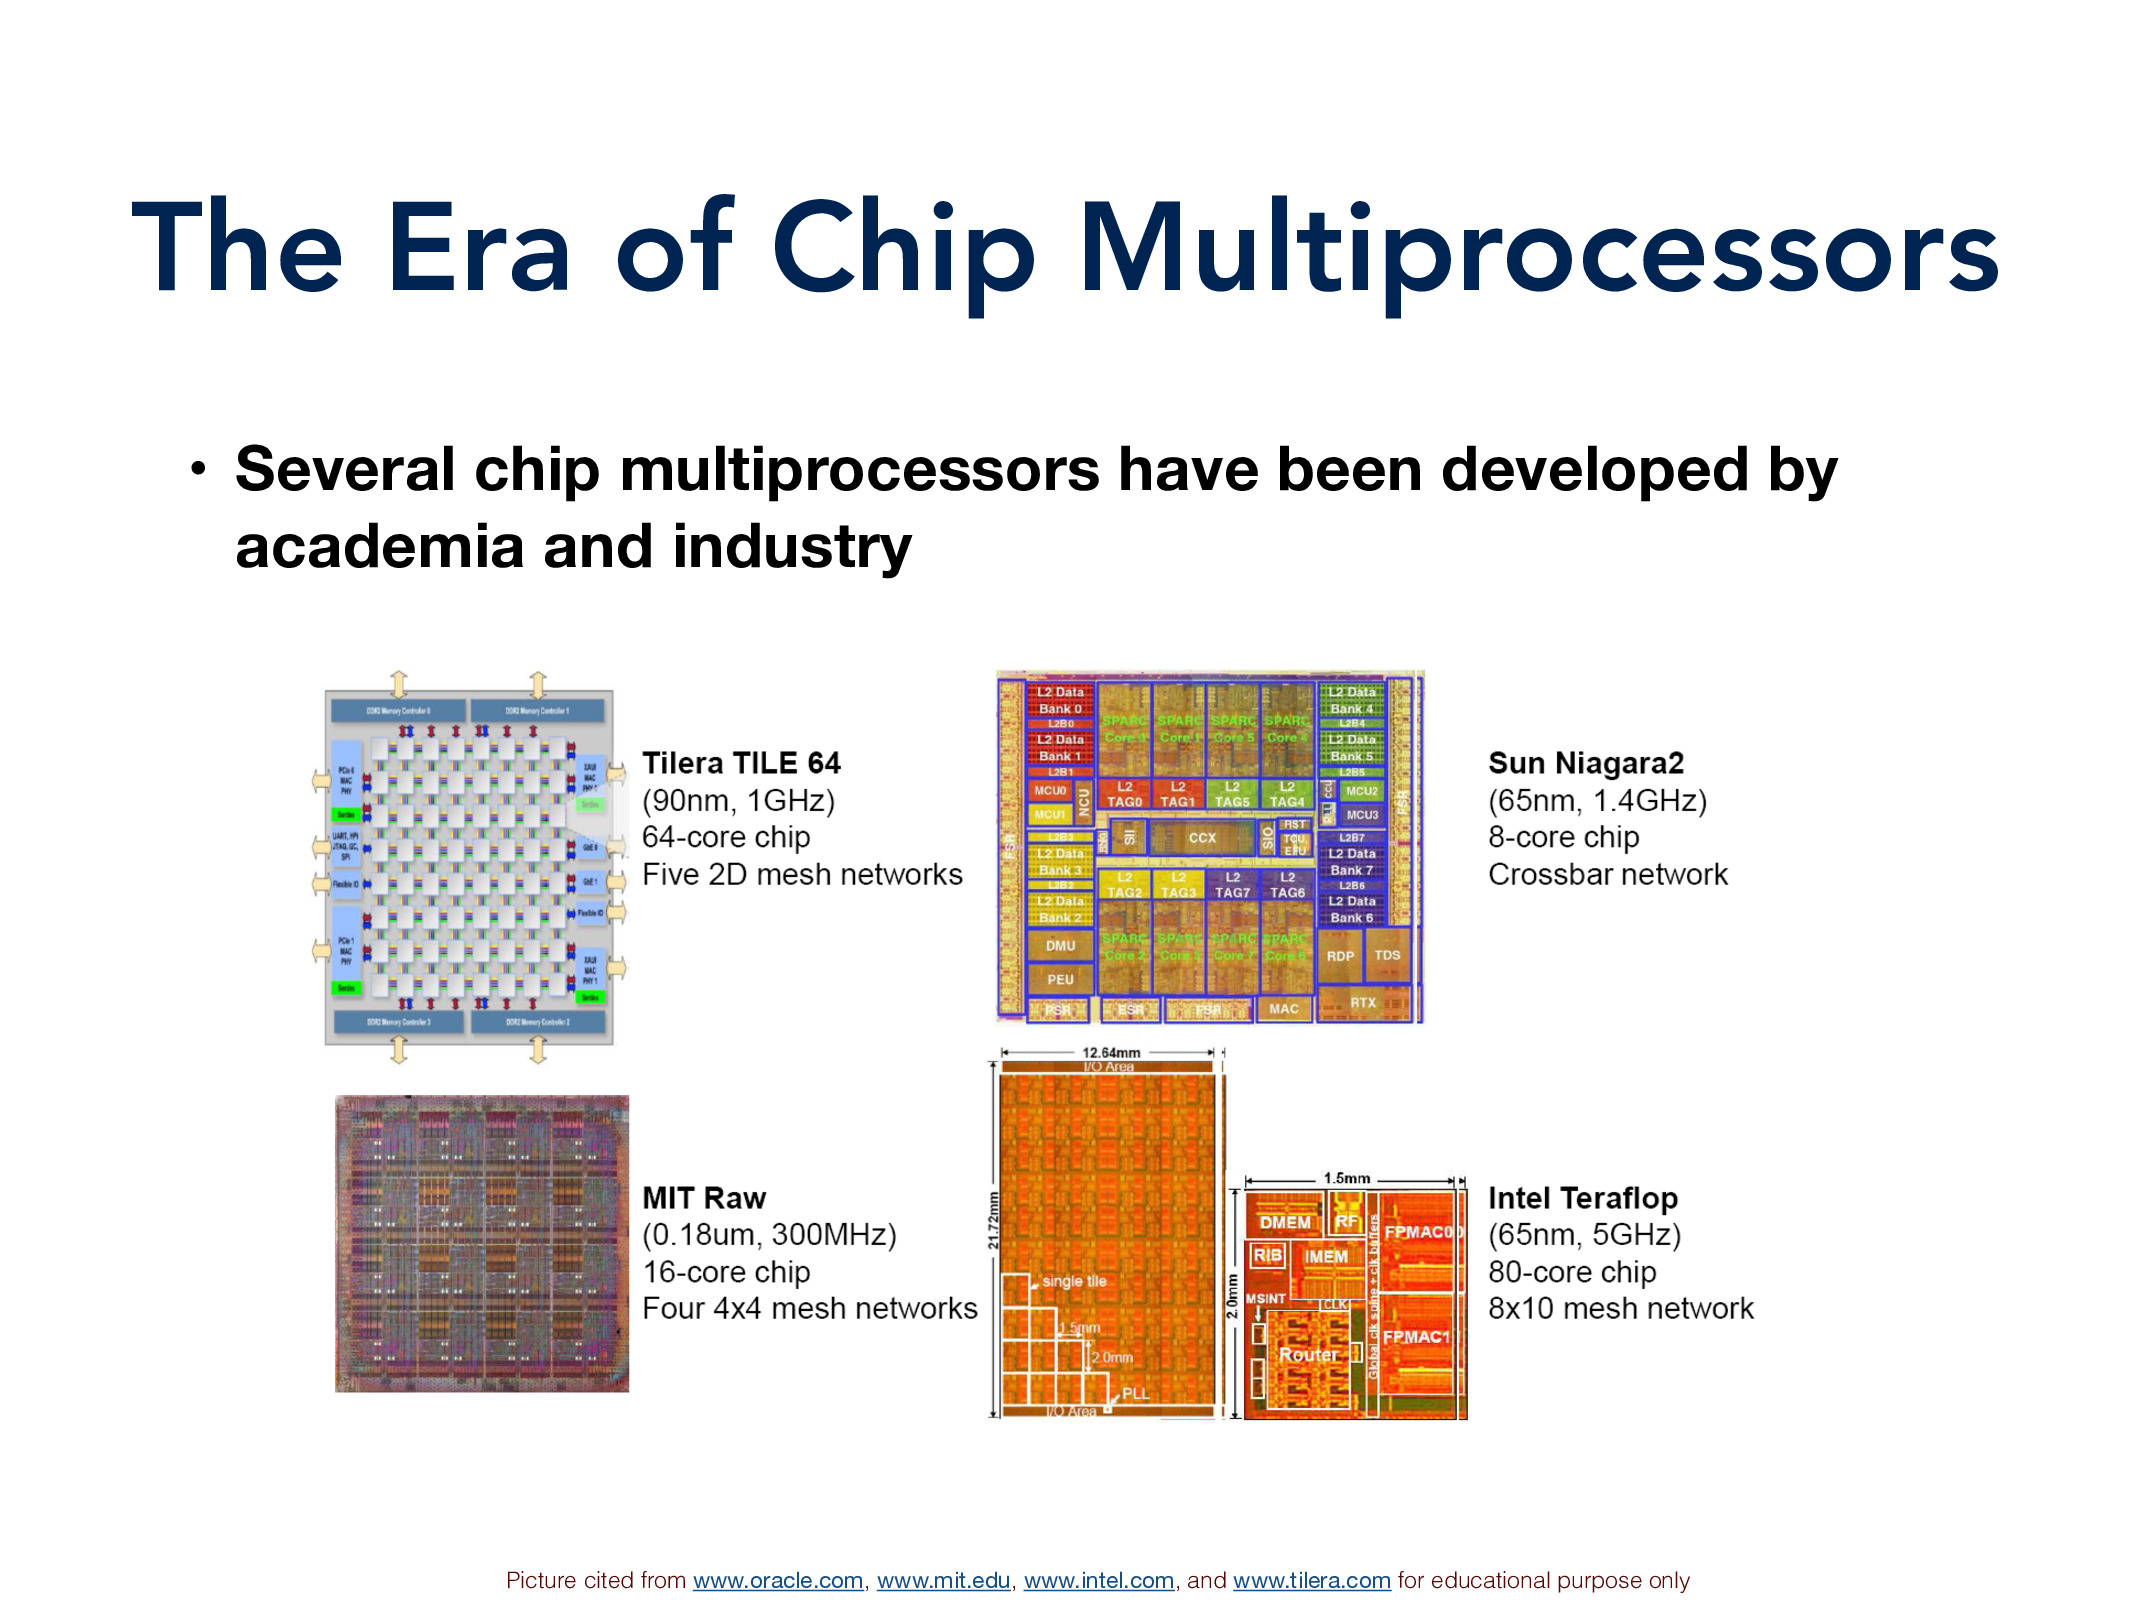 The Era of Chip Multiprocessors
• Several chip multiprocessors have been developed by
academia and industry
DDR2 Memory Controller 0
DDR2 Memory Controller 1
PCIe 0
MAC
PHY
Serdes
UART, HPI
JTAG, I2C,
SPI
Flexible IO
PCIe 1
MAC
PHY
Serdes
XAUI
MAC
PHY 0
Serdes
GbE 0
GbE 1
Flexible IO
XAUI
MAC
PHY 1
Serdes
DDR2 Memory Controller 3
DDR2 Memory Controller 2
Tilera TILE 64
(90nm, 1GHz)
64-core chip
Five 2D mesh networks
L2 Data
Bank 0
L2B0
L2 Data
Bank 1
L2B1
MCU0
MCU1
NCU
L2 Data
Bank 3
L2B2
L2 Data
Bank 2
DMU
PEU
PSR
ESR
FSR
MAC
FSR
SPARC
Core 0
SPARC
Core 1
SPARC
Core 5
SPARC
Core 4
L2
TAG0
L2
TAG1
L2
TAG5
L2
TAG4
SII
CCX
SIO
RST
TCU
EFU
L2
TAG2
L2
TAG3
L2
TAG7
L2
TAG6
SPARC
Core 2
SPARC
Core 3
SPARC
Core 7
SPARC
Core 6
L2 Data
Bank 4
L2B4
L2 Data
Bank 5
L2B5
CCU
PLL
MCU2
MCU3
L2B7
L2 Data
Bank 7
L2B6
L2 Data
Bank 6
FSR
RDP
TDS
RTX
Sun Niagara2
(65nm, 1.4GHz)
8-core chip
Crossbar network
MIT Raw
(0.18um, 300MHz)
16-core chip
Four 4x4 mesh networks
12.64mm
I/O Area
21.72mm
single tile
1.5mm
2.0mm
PLL
I/O Area
1.5mm
2.0mm
DMEM
RF
RIB
IMEM
MSINT
CLK
Router
Global clk spine + clk buffers
FPMAC0
FPMAC1
Intel Teraflop
(65nm, 5GHz)
80-core chip
8x10 mesh network
Picture cited from www.oracle.com, www.mit.edu, www.intel.com, and www.tilera.com for educational purpose only